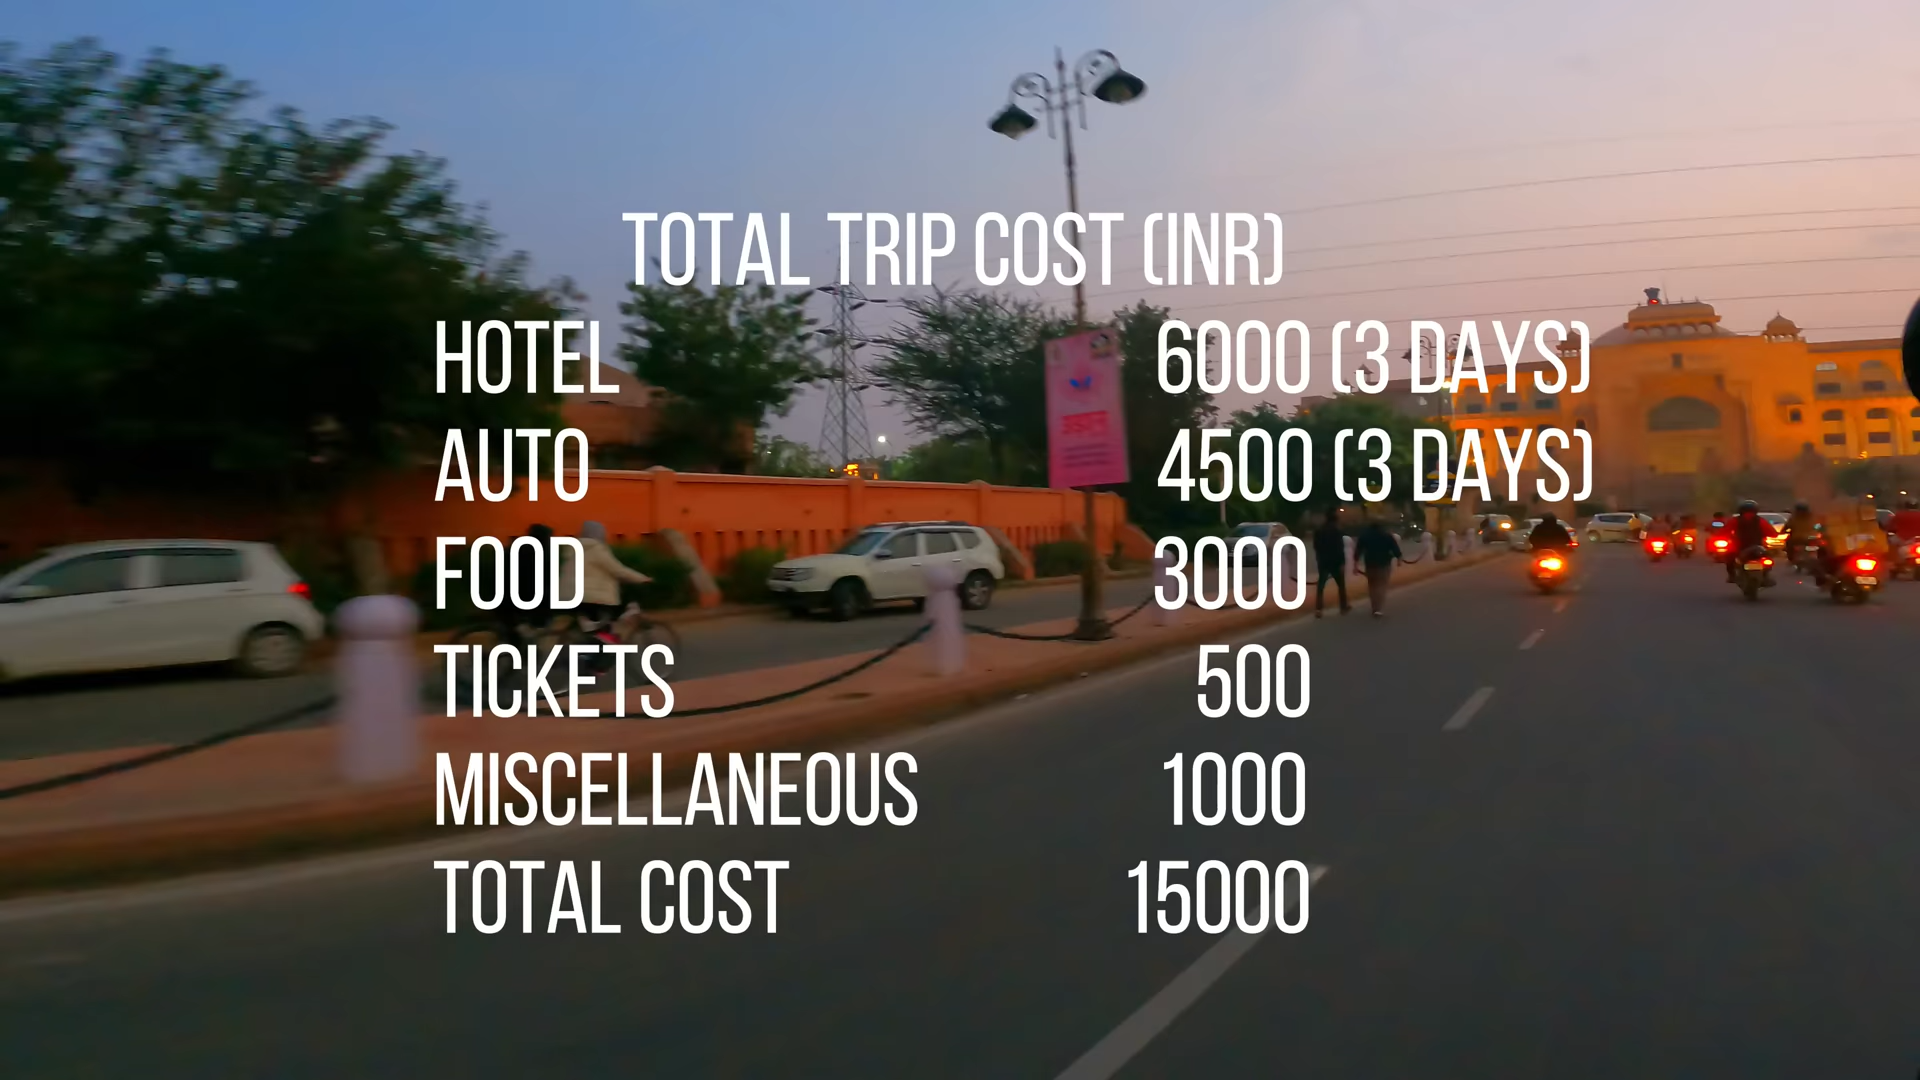 TOTAL TRIP COST (INR)
HOTEL 6000 (3 DAYS)
AUTO 4500 (3 DAYS)
FOOD 3000
TICKETS 500
MISCELLANEOUS 1000
TOTAL COST 15000